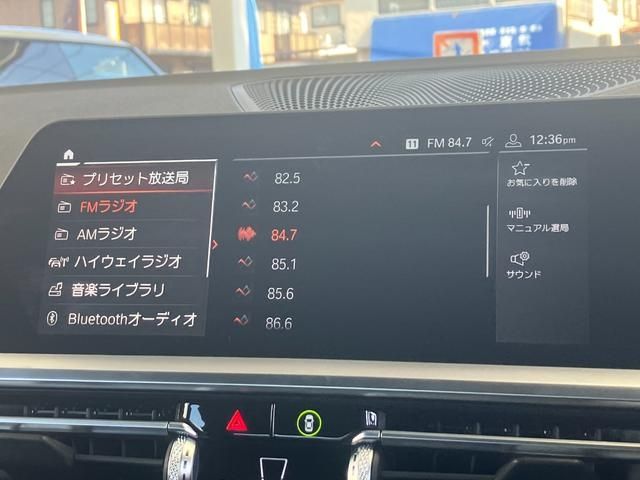 11 FM 84.7 12:36pm
プリセット放送局
FMラジオ
AMラジオ
ハイウェイラジオ
音楽ライブラリ
Bluetoothオーディオ
82.5
83.2
84.7
85.1
85.6
86.6
お気に入りを削除
マニュアル選局
サウンド